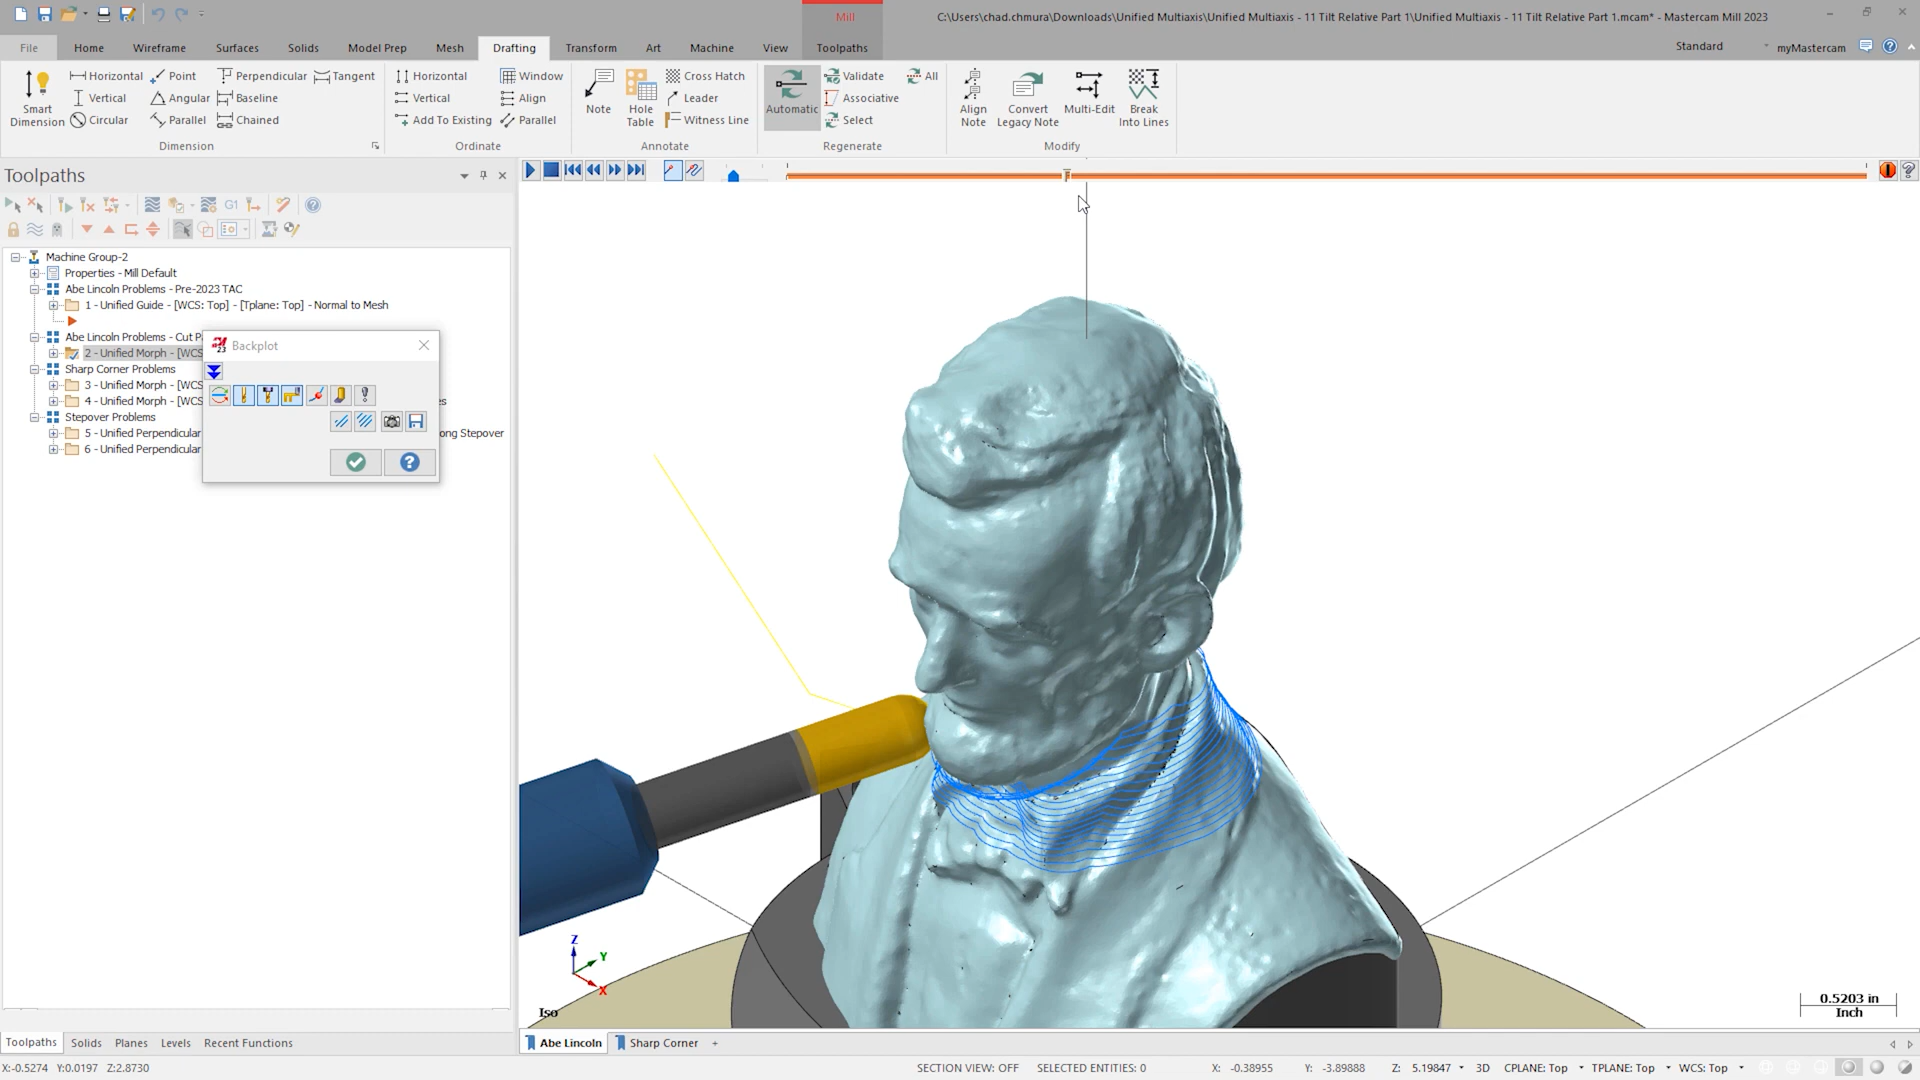 Mill
C:\Users\chad.chmura\Downloads\Unified Multiaxis\Unified Multiaxis - 11 Tilt Relative Part 1\Unified Multiaxis - 11 Tilt Relative Part 1.mcam* - Mastercam Mill 2023
File Home Wireframe Surfaces Solids Model Prep Mesh Drafting Transform Art Machine View Toolpaths Standard myMastercam
Horizontal Point Perpendicular Tangent Horizontal Window Cross Hatch Validate All
Vertical Angular Baseline Vertical Align Leader Associative
Circular Parallel Chained Add To Existing Parallel Witness Line Select
Smart Dimension
Note
Hole Table
Automatic
Align Note
Convert Legacy Note
Multi-Edit
Break Into Lines
Dimension Ordinate Annotate Regenerate Modify
Toolpaths
G1
Machine Group-2
Properties - Mill Default
Abe Lincoln Problems - Pre-2023 TAC
1 - Unified Guide - [WCS: Top] - [Tplane: Top] - Normal to Mesh
Abe Lincoln Problems - Cut P
2 - Unified Morph - [WCS
Sharp Corner Problems
3 - Unified Morph - [WCS
4 - Unified Morph - [WCS es
Stepover Problems
5 - Unified Perpendicular ong Stepover
6 - Unified Perpendicular
23 Backplot
Z
Y
X
Iso
0.5203 in
Inch
Toolpaths Solids Planes Levels Recent Functions
Abe Lincoln Sharp Corner +
X:-0.5274 Y:0.0197 Z:2.8730 SECTION VIEW: OFF SELECTED ENTITIES: 0 X: -0.38955 Y: -3.89888 Z: 5.19847 3D CPLANE: Top TPLANE: Top WCS: Top